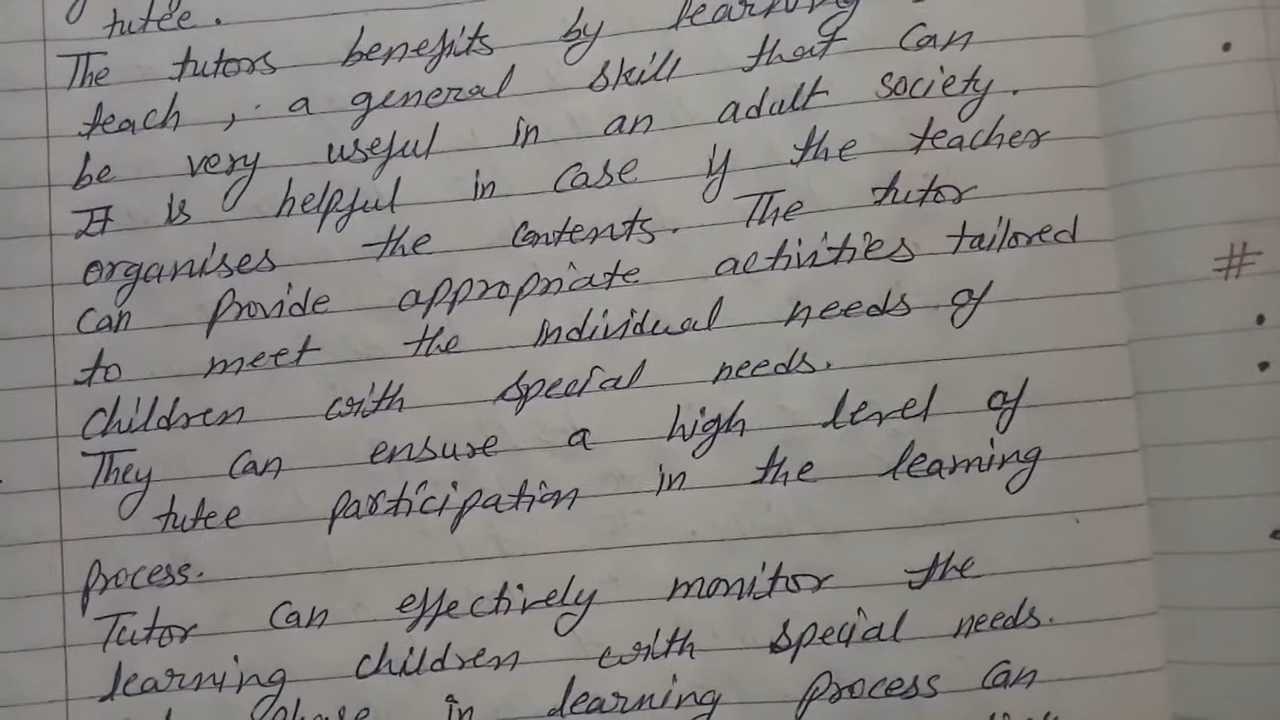 tutee.
The tutors benefits by learning
teach, a general skill that can
be very useful in an adult society.
It is helpful in case if the teacher
organises the contents. The tutor
can provide appropriate activities tailored
to meet the individual needs of
children with special needs.
They can ensure a high level of
tutee participation in the learning
process.
Tutor can effectively monitor the
learning children with special needs.
in learning process can
#